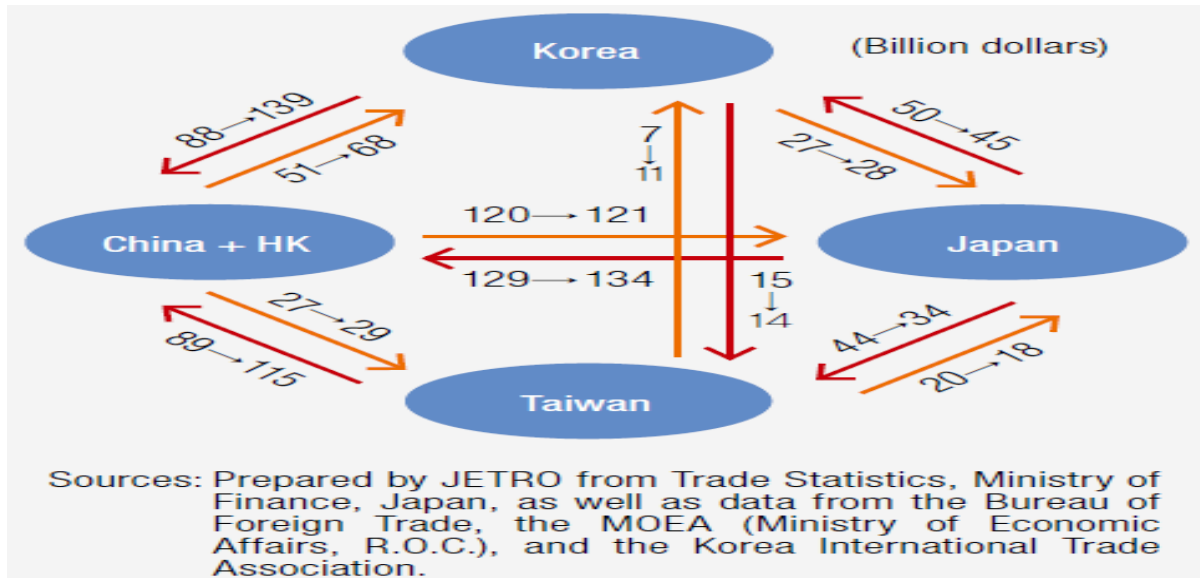 Korea
(Billion dollars)
88→139
51→68
7
↓
11
50→45
27→28
120→121
China + HK
Japan
129→134
15
↓
14
27→29
89→115
44→34
20→18
Taiwan
Sources: Prepared by JETRO from Trade Statistics, Ministry of
Finance, Japan, as well as data from the Bureau of
Foreign Trade, the MOEA (Ministry of Economic
Affairs, R.O.C.), and the Korea International Trade
Association.